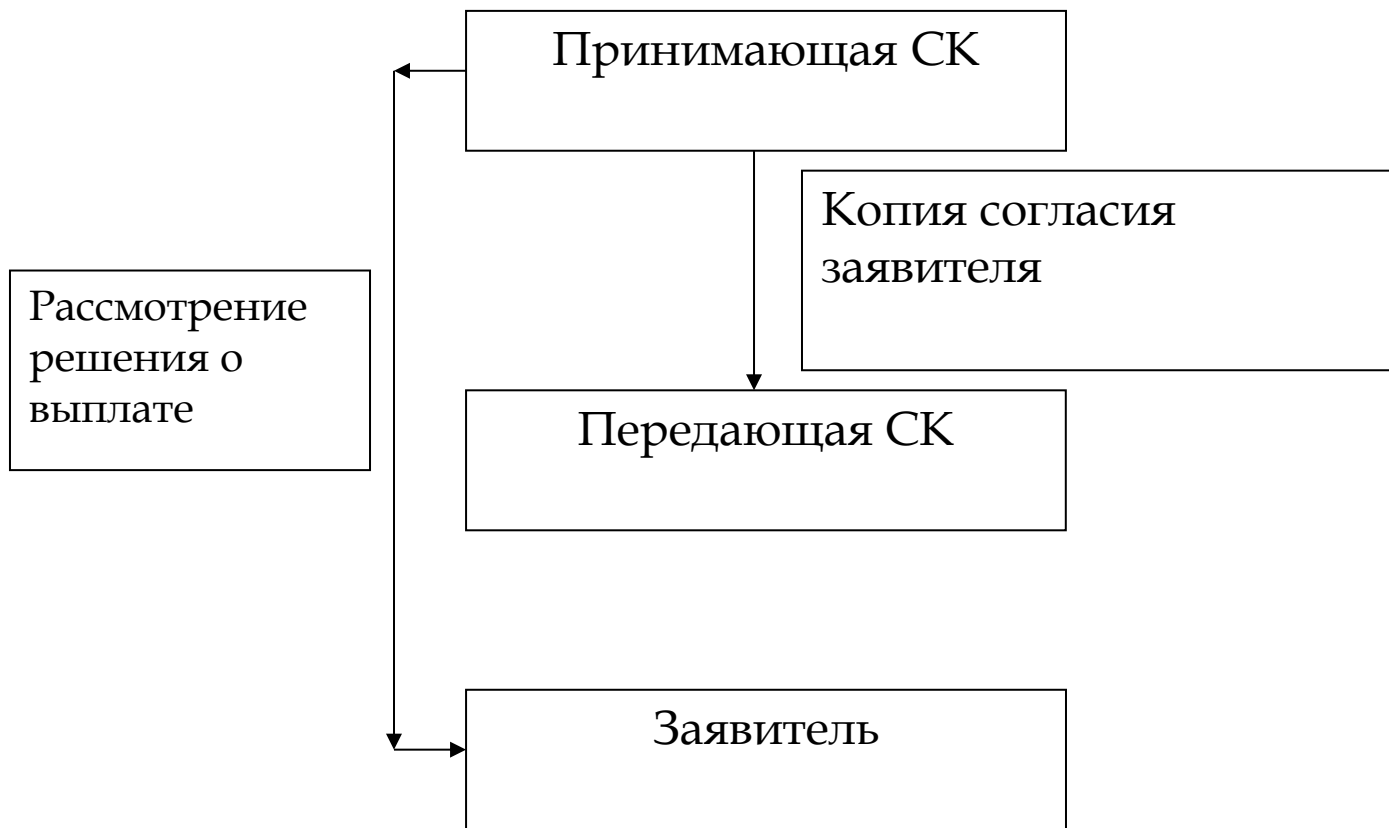 Принимающая СК
Копия согласия
заявителя
Рассмотрение
решения о
выплате
Передающая СК
Заявитель